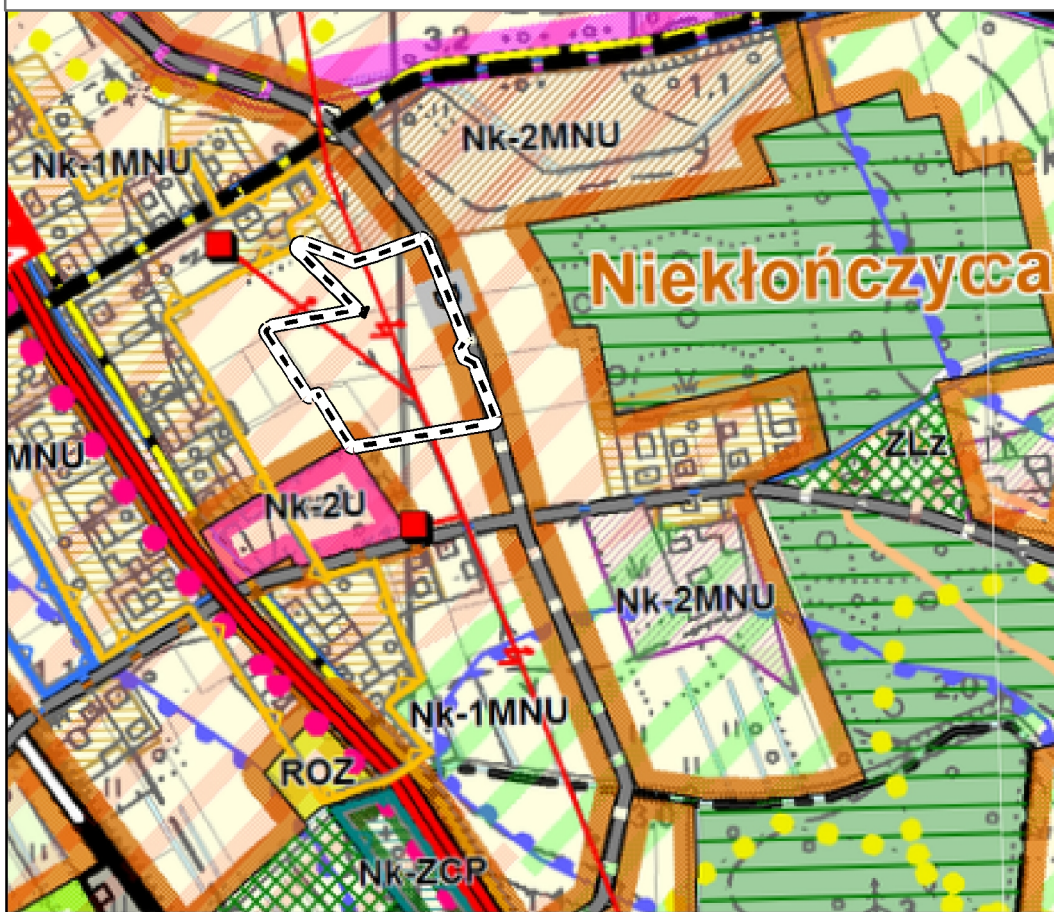 3,2
1,1
Nk-1MNU
Nk-2MNU
Niekłończycca
ZLz
MNU
Nk-2U
Nk-2MNU
2,0
Nk-1MNU
ROZ
Nk-ZCP